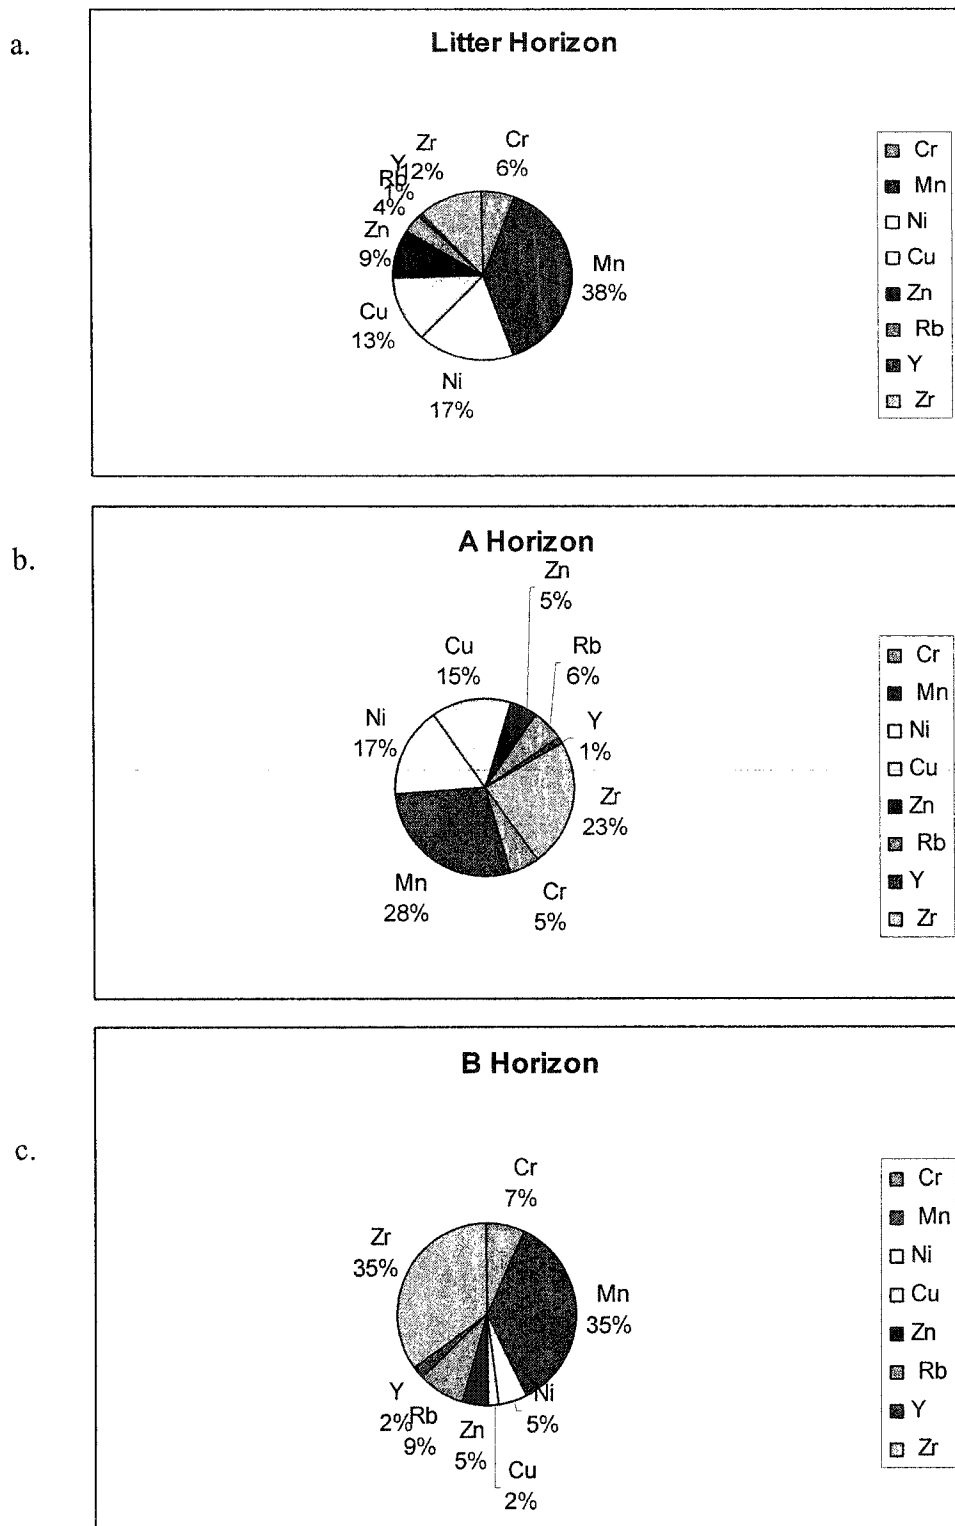 a.
Litter Horizon
Zr
12%
Cr
6%
Y
1%
Rb
4%
Zn
9%
Mn
38%
Cu
13%
Ni
17%
Cr
Mn
Ni
Cu
Zn
Rb
Y
Zr
b.
A Horizon
Zn
5%
Cu
15%
Rb
6%
Ni
17%
Y
1%
Zr
23%
Mn
28%
Cr
5%
Cr
Mn
Ni
Cu
Zn
Rb
Y
Zr
c.
B Horizon
Cr
7%
Zr
35%
Mn
35%
Y
2%
Rb
9%
Zn
5%
Ni
5%
Cu
2%
Cr
Mn
Ni
Cu
Zn
Rb
Y
Zr